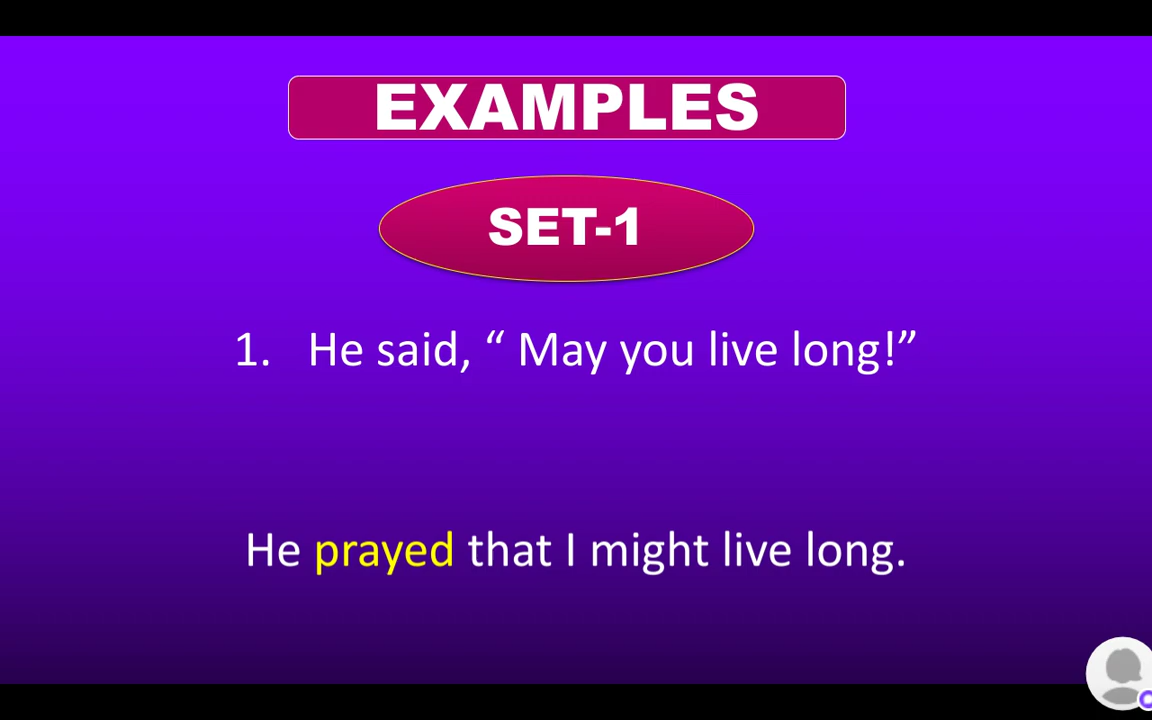 EXAMPLES
SET-1
1. He said, “ May you live long!”
He prayed that I might live long.